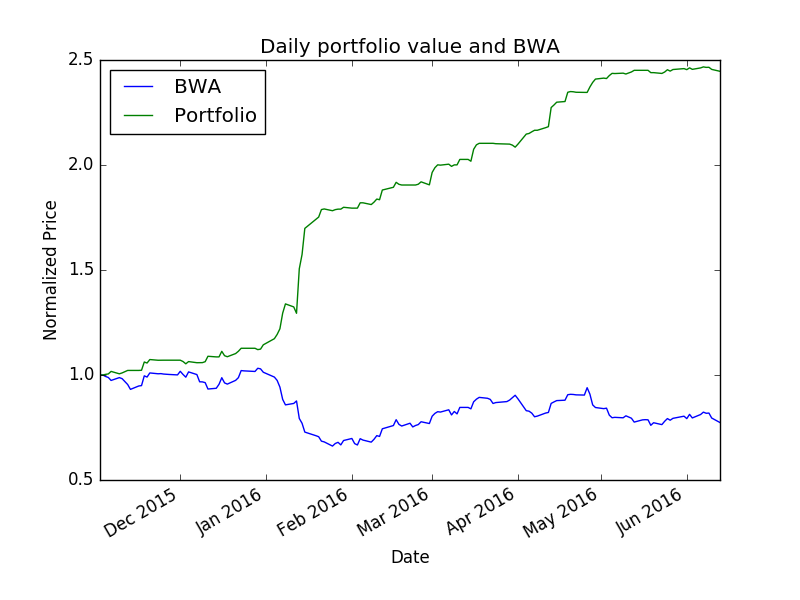 Daily portfolio value and BWA
BWA
Portfolio
2.5
2.0
1.5
1.0
0.5
Normalized Price
Dec 2015
Jan 2016
Feb 2016
Mar 2016
Apr 2016
May 2016
Jun 2016
Date